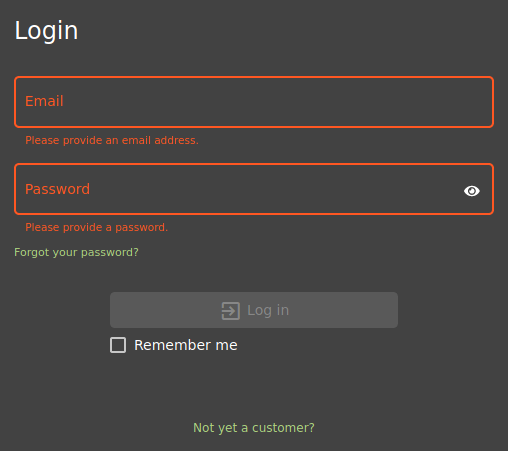 Login
Email
Please provide an email address.
Password
Please provide a password.
Forgot your password?
Log in
Remember me
Not yet a customer?